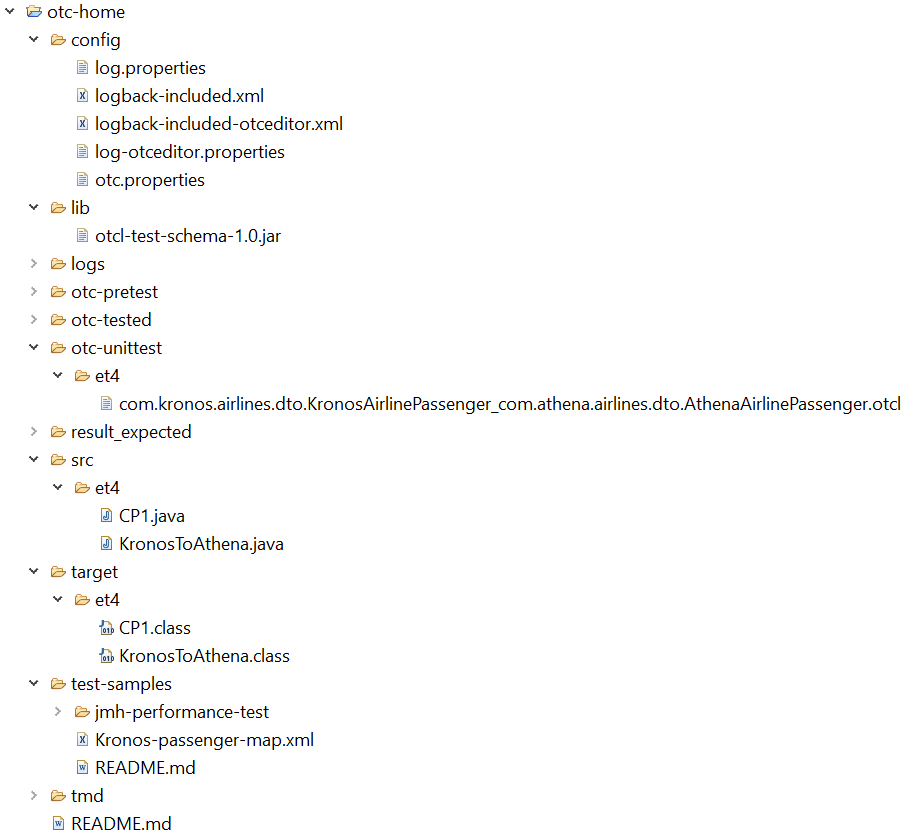 otc-home
config
log.properties
logback-included.xml
logback-included-otceditor.xml
log-otceditor.properties
otc.properties
lib
otcl-test-schema-1.0.jar
logs
otc-pretest
otc-tested
otc-unittest
et4
com.kronos.airlines.dto.KronosAirlinePassenger_com.athena.airlines.dto.AthenaAirlinePassenger.otcl
result_expected
src
et4
CP1.java
KronosToAthena.java
target
et4
CP1.class
KronosToAthena.class
test-samples
jmh-performance-test
Kronos-passenger-map.xml
README.md
tmd
README.md